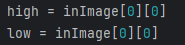 high = inImage[0][0]
low = inImage[0][0]